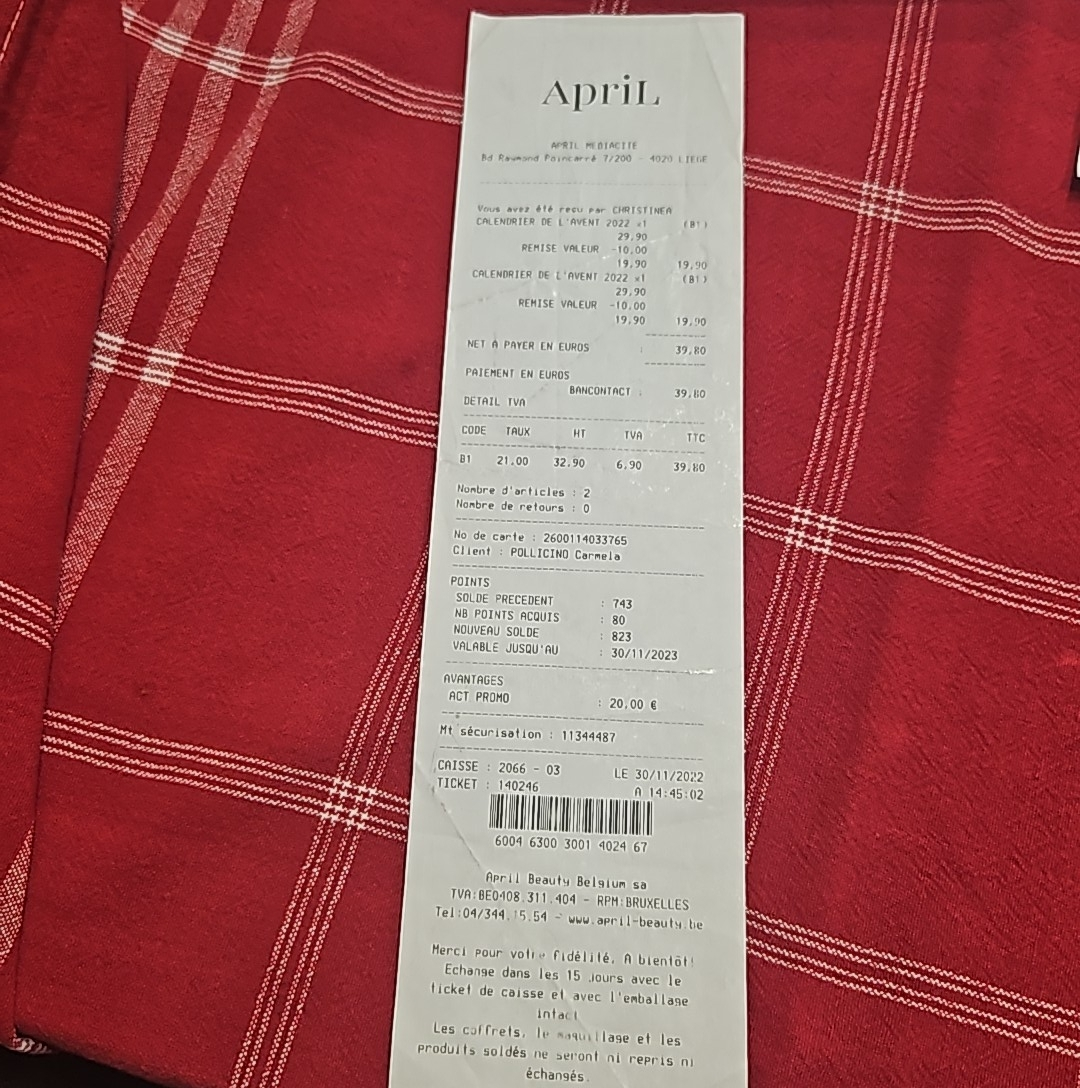 ApriL
APRIL MEDIACITE
Bd Raymond Poincarré 7/200 - 4020 LIEGE
Vous avez été reçu par CHRISTINEA
CALENDRIER DE L'AVENT 2022 x1 (B1)
29,90
REMISE VALEUR -10,00
19,90 19,90
CALENDRIER DE L'AVENT 2022 x1 (B1)
29,90
REMISE VALEUR -10,00
19,90 19,90
NET A PAYER EN EUROS : 39,80
PAIEMENT EN EUROS
BANCONTACT : 39,80
DETAIL TVA
CODE TAUX HT TVA TTC
B1 21.00 32,90 6,90 39,80
Nombre d'articles : 2
Nombre de retours : 0
No de carte : 2600114033765
Client : POLLICINO Carmela
POINTS
SOLDE PRECEDENT : 743
NB POINTS ACQUIS : 80
NOUVEAU SOLDE : 823
VALABLE JUSQU'AU : 30/11/2023
AVANTAGES
ACT PROMO : 20,00 €
Mt sécurisation : 11344487
CAISSE : 2066 - 03 LE 30/11/2022
TICKET : 140246 A 14:45:02
6004 6300 3001 4024 67
April Beauty Belgium sa
TVA:BE0408.311.404 - RPM:BRUXELLES
Tel:04/344.15.54 - www.april-beauty.be
Merci pour votre fidélité. A bientôt!
Echange dans les 15 jours avec le
ticket de caisse et avec l'emballage
intact
Les coffrets, le maquillage et les
produits soldés ne seront ni repris ni
échangés.